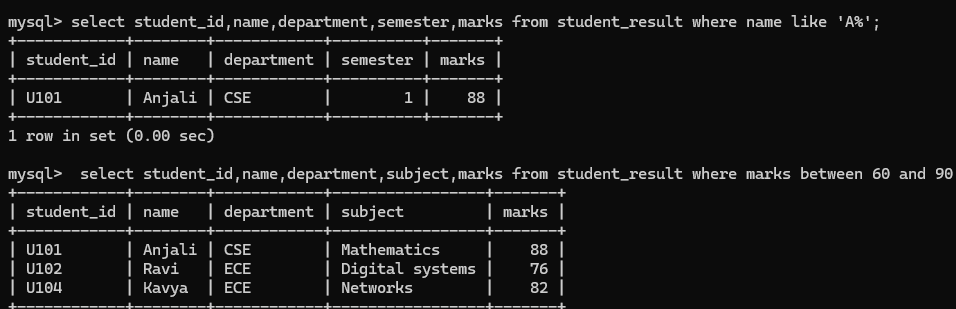 mysql> select student_id,name,department,semester,marks from student_result where name like 'A%';
+------------+--------+------------+----------+-------+
| student_id | name   | department | semester | marks |
+------------+--------+------------+----------+-------+
| U101       | Anjali | CSE        |        1 |    88 |
+------------+--------+------------+----------+-------+
1 row in set (0.00 sec)
mysql>  select student_id,name,department,subject,marks from student_result where marks between 60 and 90
+------------+--------+------------+-----------------+-------+
| student_id | name   | department | subject         | marks |
+------------+--------+------------+-----------------+-------+
| U101       | Anjali | CSE        | Mathematics     |    88 |
| U102       | Ravi   | ECE        | Digital systems |    76 |
| U104       | Kavya  | ECE        | Networks        |    82 |
+------------+--------+------------+-----------------+-------+